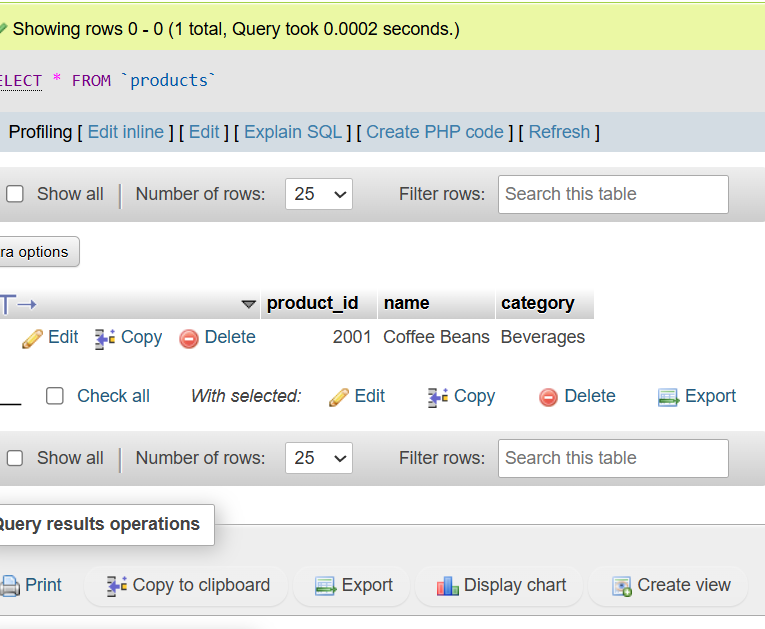 Showing rows 0 - 0 (1 total, Query took 0.0002 seconds.)
ELECT * FROM `products`
Profiling [ Edit inline ] [ Edit ] [ Explain SQL ] [ Create PHP code ] [ Refresh ]
Show all | Number of rows: 25 Filter rows: Search this table
ra options
T product_id name category
Edit Copy Delete 2001 Coffee Beans Beverages
Check all With selected: Edit Copy Delete Export
Show all | Number of rows: 25 Filter rows: Search this table
Query results operations
Print Copy to clipboard Export Display chart Create view